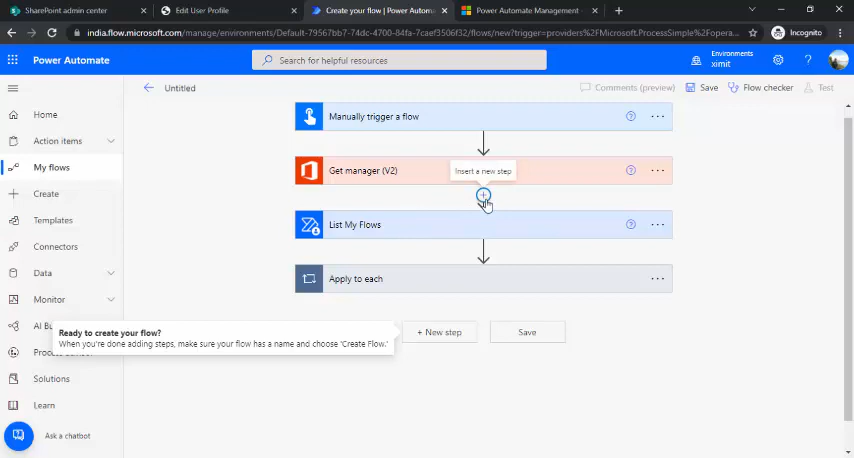 SharePoint admin center
Edit User Profile
Create your flow | Power Automate
Power Automate Management
india.flow.microsoft.com/manage/environments/Default-79567bb7-74dc-4700-84fa-7caef3506f32/flows/new?trigger=providers%2FMicrosoft.ProcessSimple%2Fopera...
Incognito
Power Automate
Search for helpful resources
Environments
ximit
Untitled
Comments (preview)
Save
Flow checker
Test
Home
Action items
My flows
Create
Templates
Connectors
Data
Monitor
AI Bu
Process
Solutions
Learn
Ask a chatbot
Manually trigger a flow
Get manager (V2)
Insert a new step
List My Flows
Apply to each
Ready to create your flow?
When you're done adding steps, make sure your flow has a name and choose 'Create Flow.'
+ New step
Save